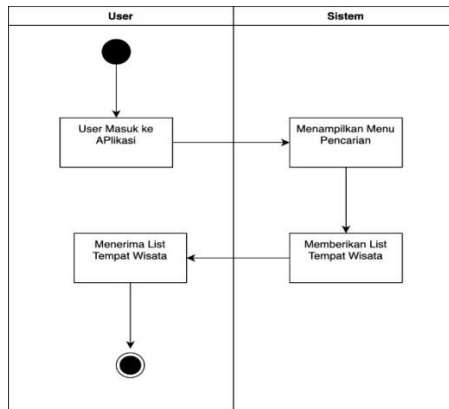 User
Sistem
User Masuk ke
APlikasi
Menampilkan Menu
Pencarian
Menerima List
Tempat Wisata
Memberikan List
Tempat Wisata